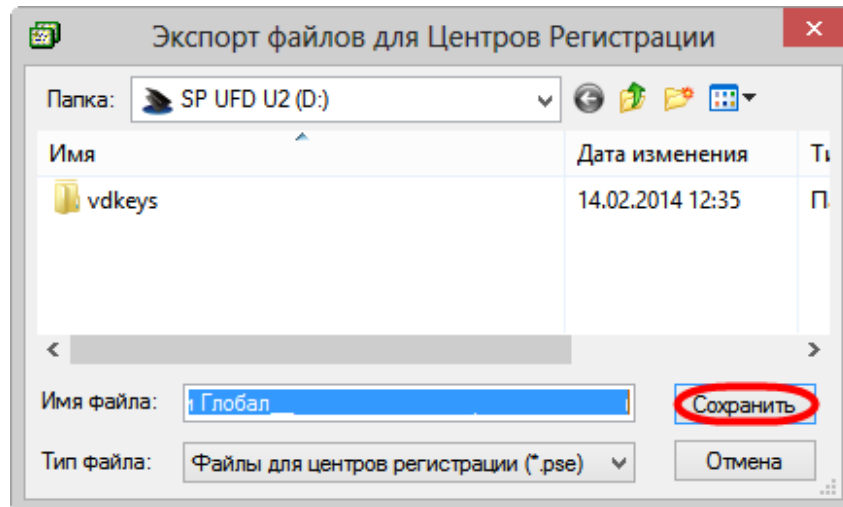 Экспорт файлов для Центров Регистрации
Папка: SP UFD U2 (D:)
Имя Дата изменения
vdkeys 14.02.2014 12:35
Имя файла: Глобал__ Сохранить
Тип файла: Файлы для центров регистрации (*.pse) Отмена